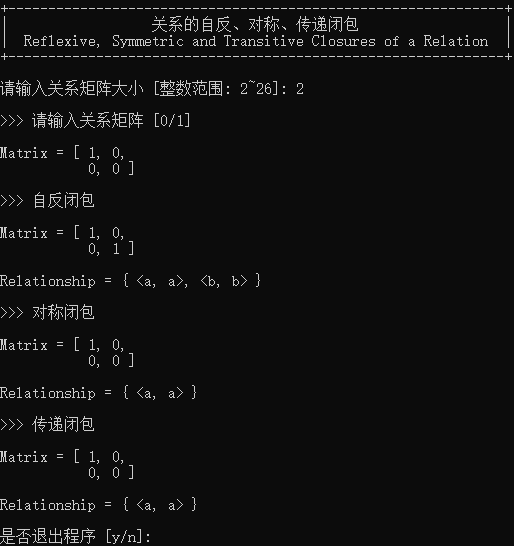 关系的自反、对称、传递闭包
Reflexive, Symmetric and Transitive Closures of a Relation
请输入关系矩阵大小 [整数范围: 2~26]: 2
>>> 请输入关系矩阵 [0/1]
Matrix = [ 1, 0,
0, 0 ]
>>> 自反闭包
Matrix = [ 1, 0,
0, 1 ]
Relationship = { <a, a>, <b, b> }
>>> 对称闭包
Matrix = [ 1, 0,
0, 0 ]
Relationship = { <a, a> }
>>> 传递闭包
Matrix = [ 1, 0,
0, 0 ]
Relationship = { <a, a> }
是否退出程序 [y/n]: